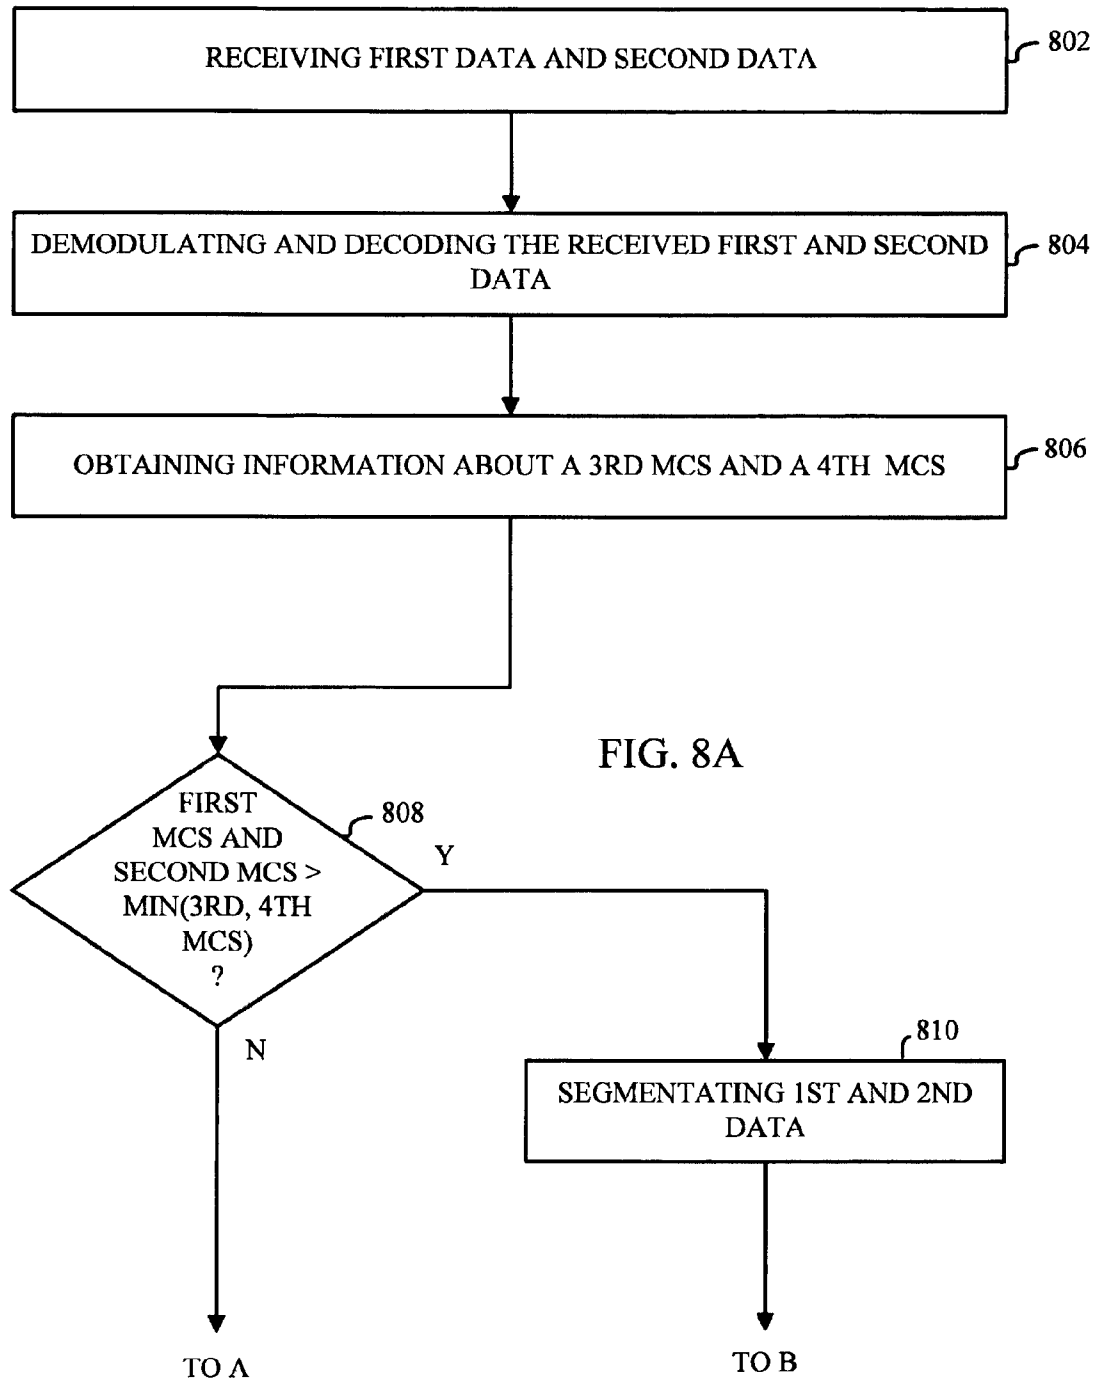 RECEIVING FIRST DATA AND SECOND DATA
802
DEMODULATING AND DECODING THE RECEIVED FIRST AND SECOND
DATA
804
OBTAINING INFORMATION ABOUT A 3RD MCS AND A 4TH MCS
806
FIG. 8A
FIRST
MCS AND
SECOND MCS >
MIN(3RD, 4TH
MCS)
?
808
Y
N
810
SEGMENTATING 1ST AND 2ND
DATA
TO A
TO B